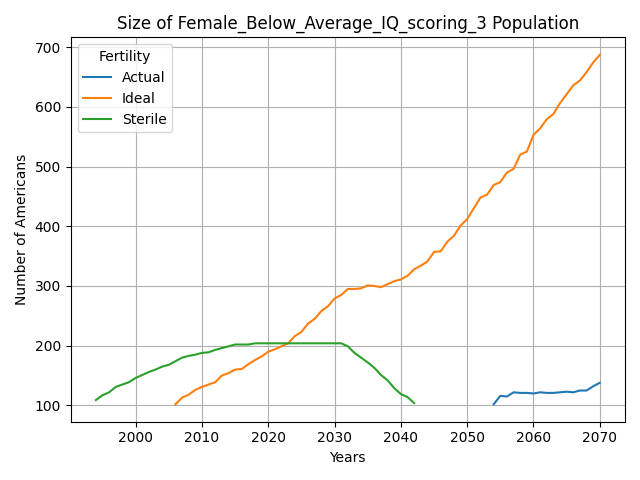 Size of Female_Below_Average_IQ_scoring_3 Population
Fertility
Actual
Ideal
Sterile
Number of Americans
700
600
500
400
300
200
100
2000 2010 2020 2030 2040 2050 2060 2070
Years